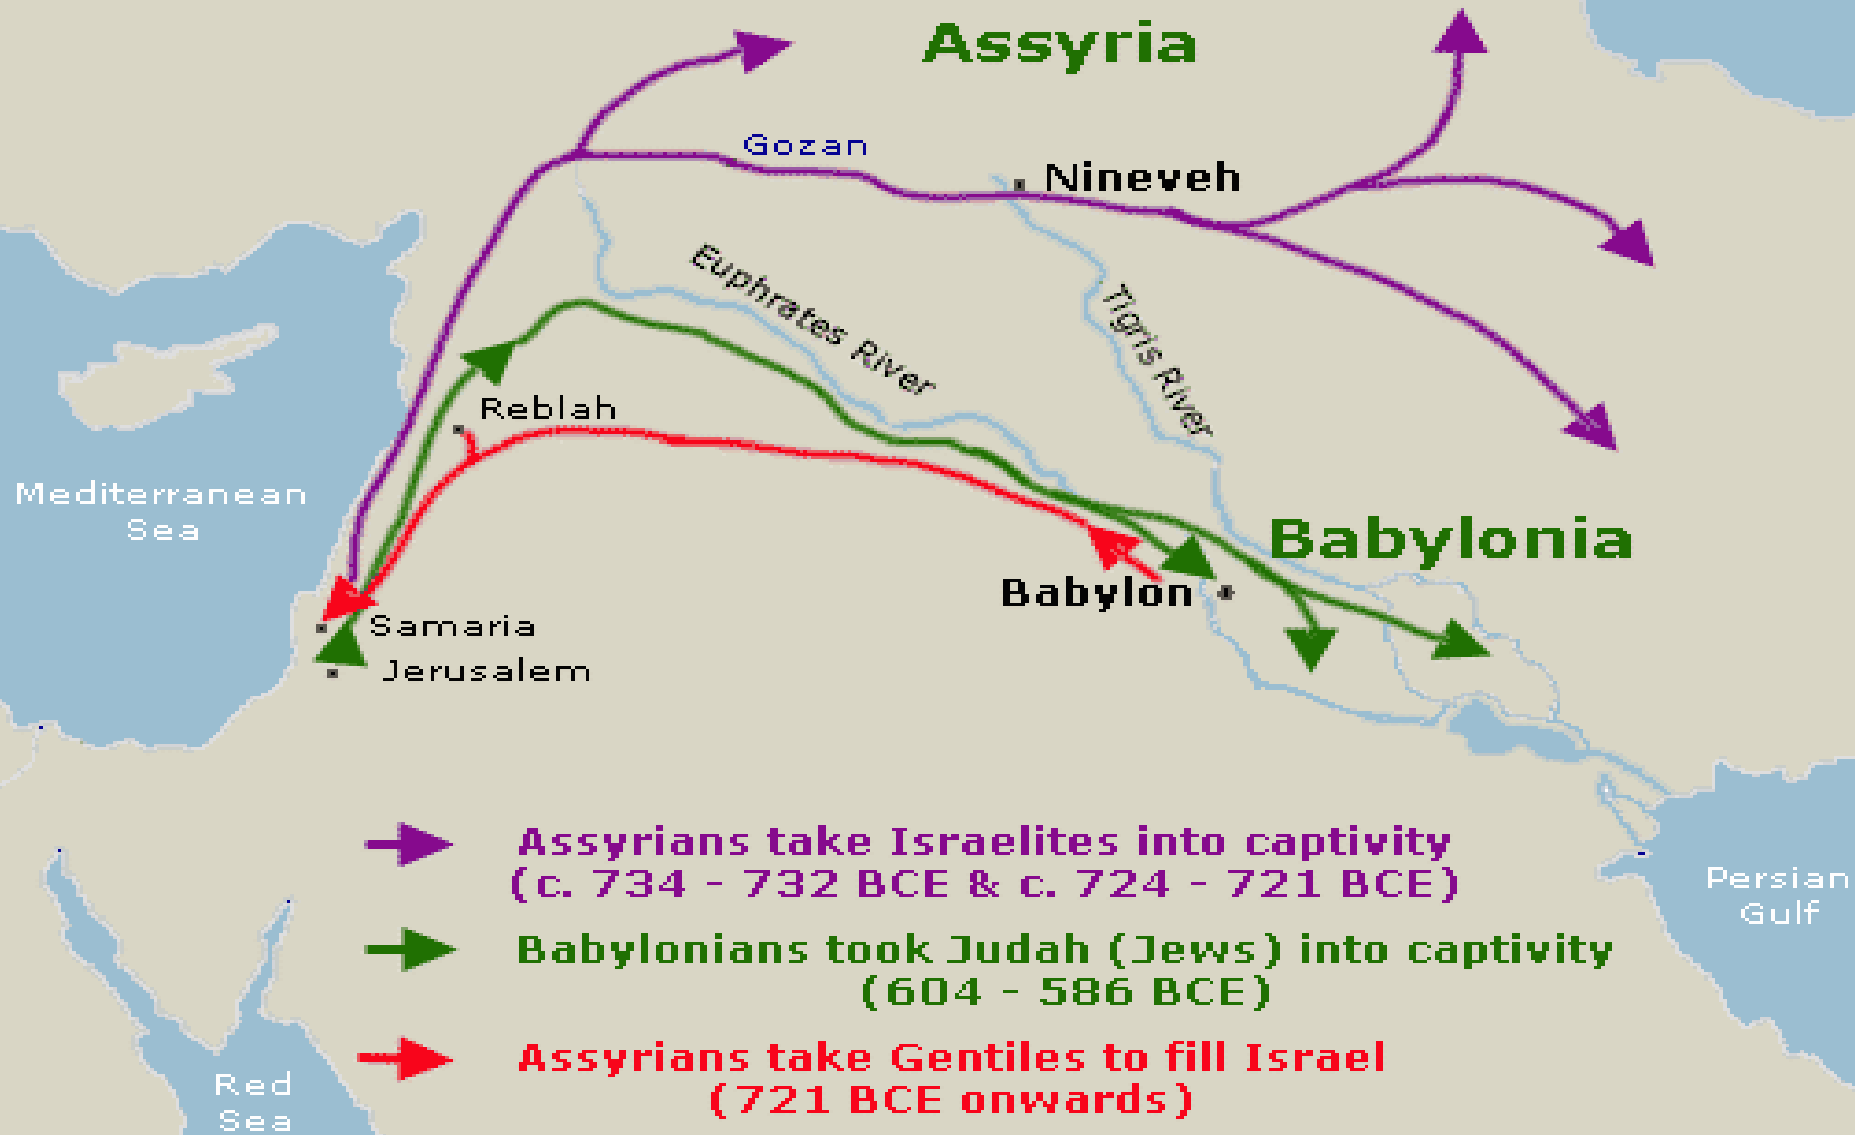 Assyria
Gozan
Nineveh
Euphrates River
Tigris River
Reblah
Mediterranean
Sea
Babylonia
Babylon
Samaria
Jerusalem
Assyrians take Israelites into captivity
(c. 734 - 732 BCE & c. 724 - 721 BCE)
Persian
Gulf
Babylonians took Judah (Jews) into captivity
(604 - 586 BCE)
Assyrians take Gentiles to fill Israel
(721 BCE onwards)
Red
Sea